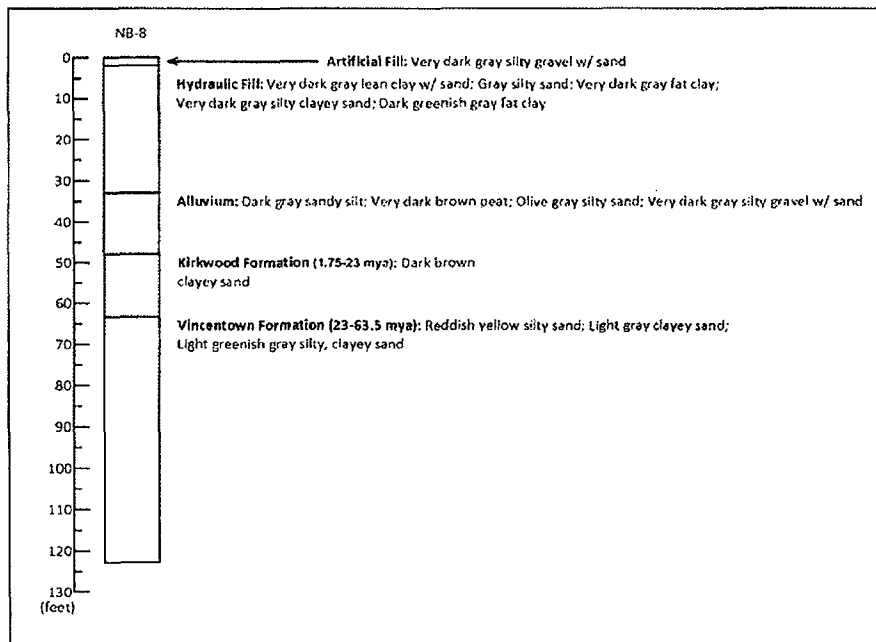 NB-8
0
Artificial Fill: Very dark gray silty gravel w/ sand
Hydraulic Fill: Very dark gray lean clay w/ sand; Gray silty sand; Very dark gray fat clay;
10
Very dark gray silty clayey sand; Dark greenish gray fat clay
20
30
Alluvium: Dark gray sandy silt; Very dark brown peat; Olive gray silty sand; Very dark gray silty gravel w/ sand
40
50
Kirkwood Formation (1.75-23 mya); Dark brown
clayey sand
60
Vincentown Formation (23-63.5 mya): Reddish yellow silty sand; Light gray clayey sand;
70
Light greenish gray silty, clayey sand
80
90
100
110
120
130
(feet)